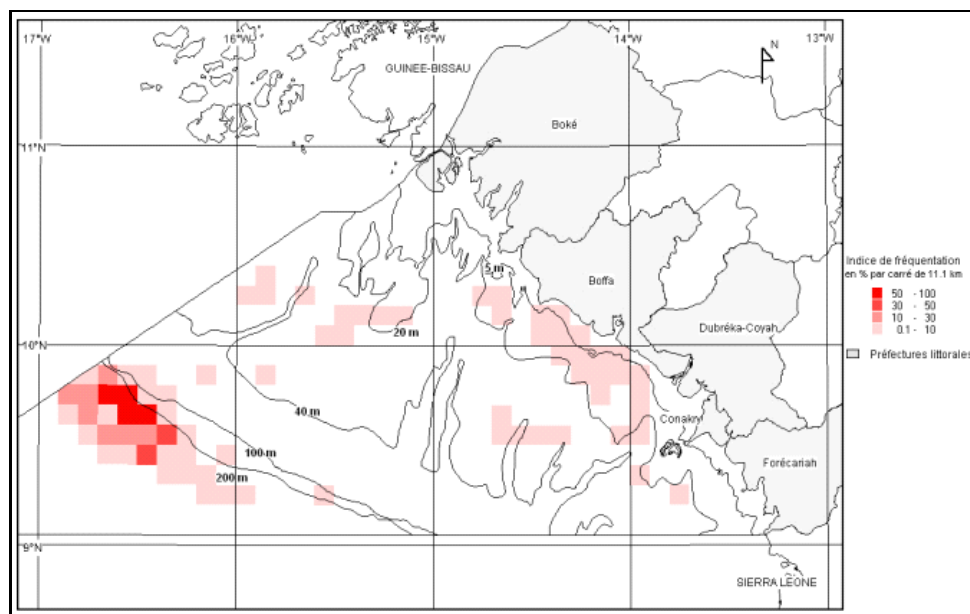 17°W
16°W
15°W
14°W
13°W
N
GUINEE-BISSAU
Boké
11°N
5 m
Boffa
Indice de fréquentation
en % par carré de 11.1 km
50 - 100
30 - 50
10 - 30
0.1 - 10
Préfectures littorales
20 m
Dubréka-Coyah
10°N
40 m
Conakry
100 m
Forécariah
200 m
9°N
SIERRA LEONE